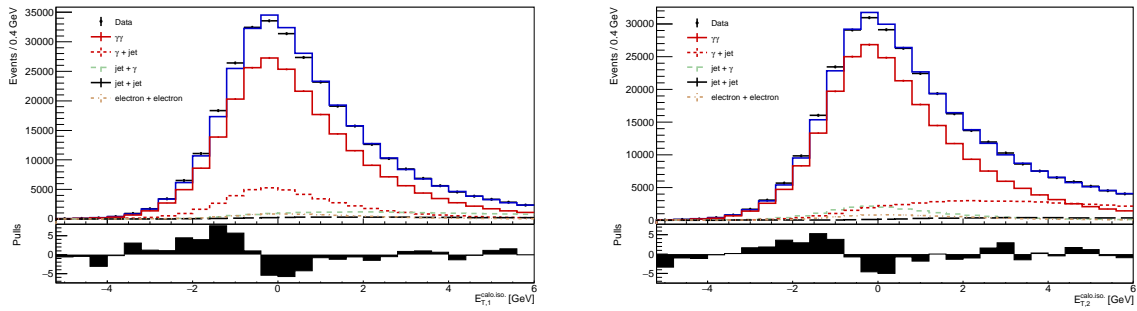 Events / 0.4 GeV
35000
30000
25000
20000
15000
10000
5000
0
Data
γγ
γ + jet
jet + γ
jet + jet
electron + electron
Pulls
5
0
−5
−4 −2 0 2 4 6
E_{T,1}^{calo.iso.} [GeV]
Events / 0.4 GeV
30000
25000
20000
15000
10000
5000
0
Data
γγ
γ + jet
jet + γ
jet + jet
electron + electron
Pulls
5
0
−5
−4 −2 0 2 4 6
E_{T,2}^{calo.iso.} [GeV]